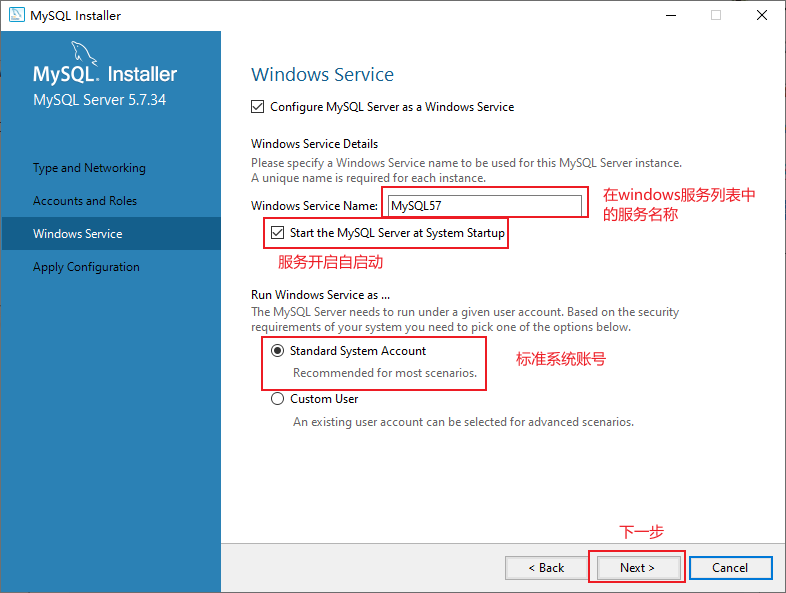 MySQL Installer
MySQL. Installer
MySQL Server 5.7.34
Type and Networking
Accounts and Roles
Windows Service
Apply Configuration
Windows Service
Configure MySQL Server as a Windows Service
Windows Service Details
Please specify a Windows Service name to be used for this MySQL Server instance.
A unique name is required for each instance.
Windows Service Name: MySQL57
在windows服务列表中
的服务名称
Start the MySQL Server at System Startup
服务开启自启动
Run Windows Service as ...
The MySQL Server needs to run under a given user account. Based on the security
requirements of your system you need to pick one of the options below.
Standard System Account
Recommended for most scenarios.
标准系统账号
Custom User
An existing user account can be selected for advanced scenarios.
下一步
< Back
Next >
Cancel